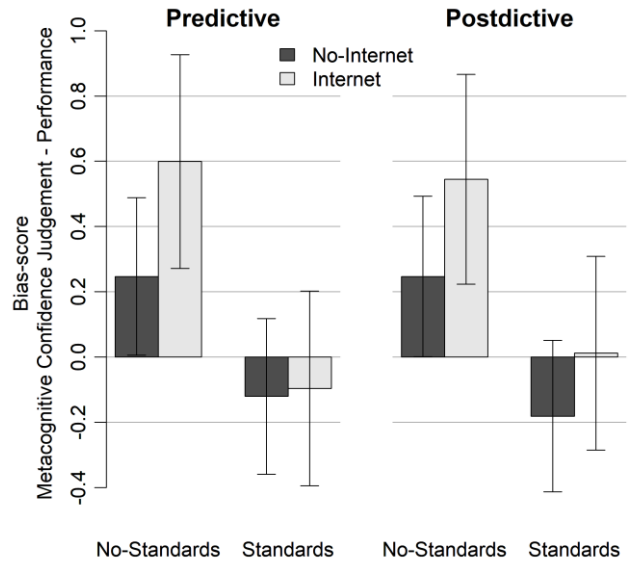 Predictive
Postdictive
No-Internet
Internet
Bias-score
Metacognitive Confidence Judgement - Performance
1.0
0.8
0.6
0.4
0.2
0.0
-0.2
-0.4
No-Standards
Standards
No-Standards
Standards